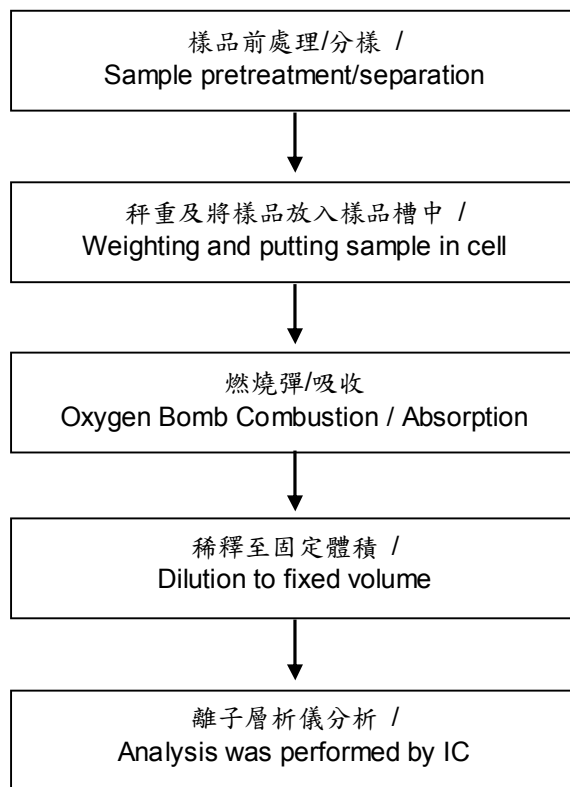 樣品前處理/分樣 /
Sample pretreatment/separation
秤重及將樣品放入樣品槽中 /
Weighting and putting sample in cell
燃燒彈/吸收
Oxygen Bomb Combustion / Absorption
稀釋至固定體積 /
Dilution to fixed volume
離子層析儀分析 /
Analysis was performed by IC